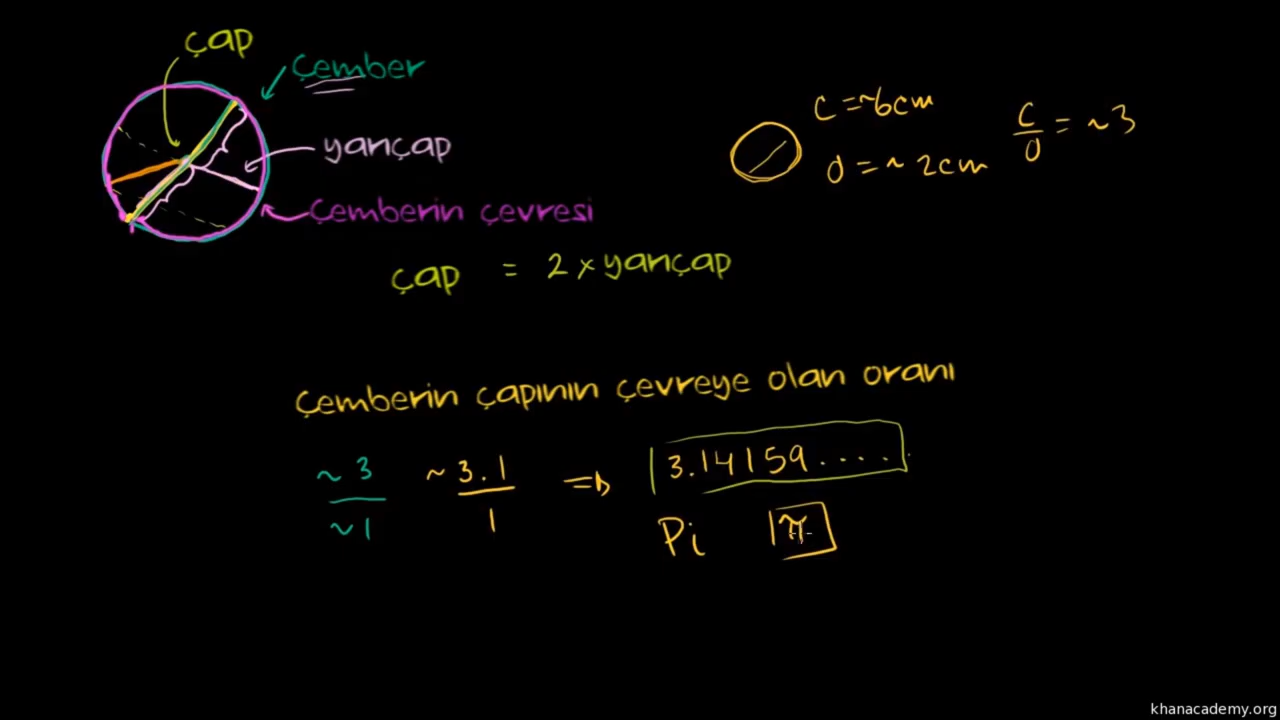 çap
Çember
yarıçap
Çemberin çevresi
çap = 2 x yarıçap
c = ~6cm
d = ~ 2cm
c/d = ~3
Çemberin çapının çevreye olan oranı
~3/~1 ~3.1/1 ⇒ 3.14159....
Pi π
khanacademy.org